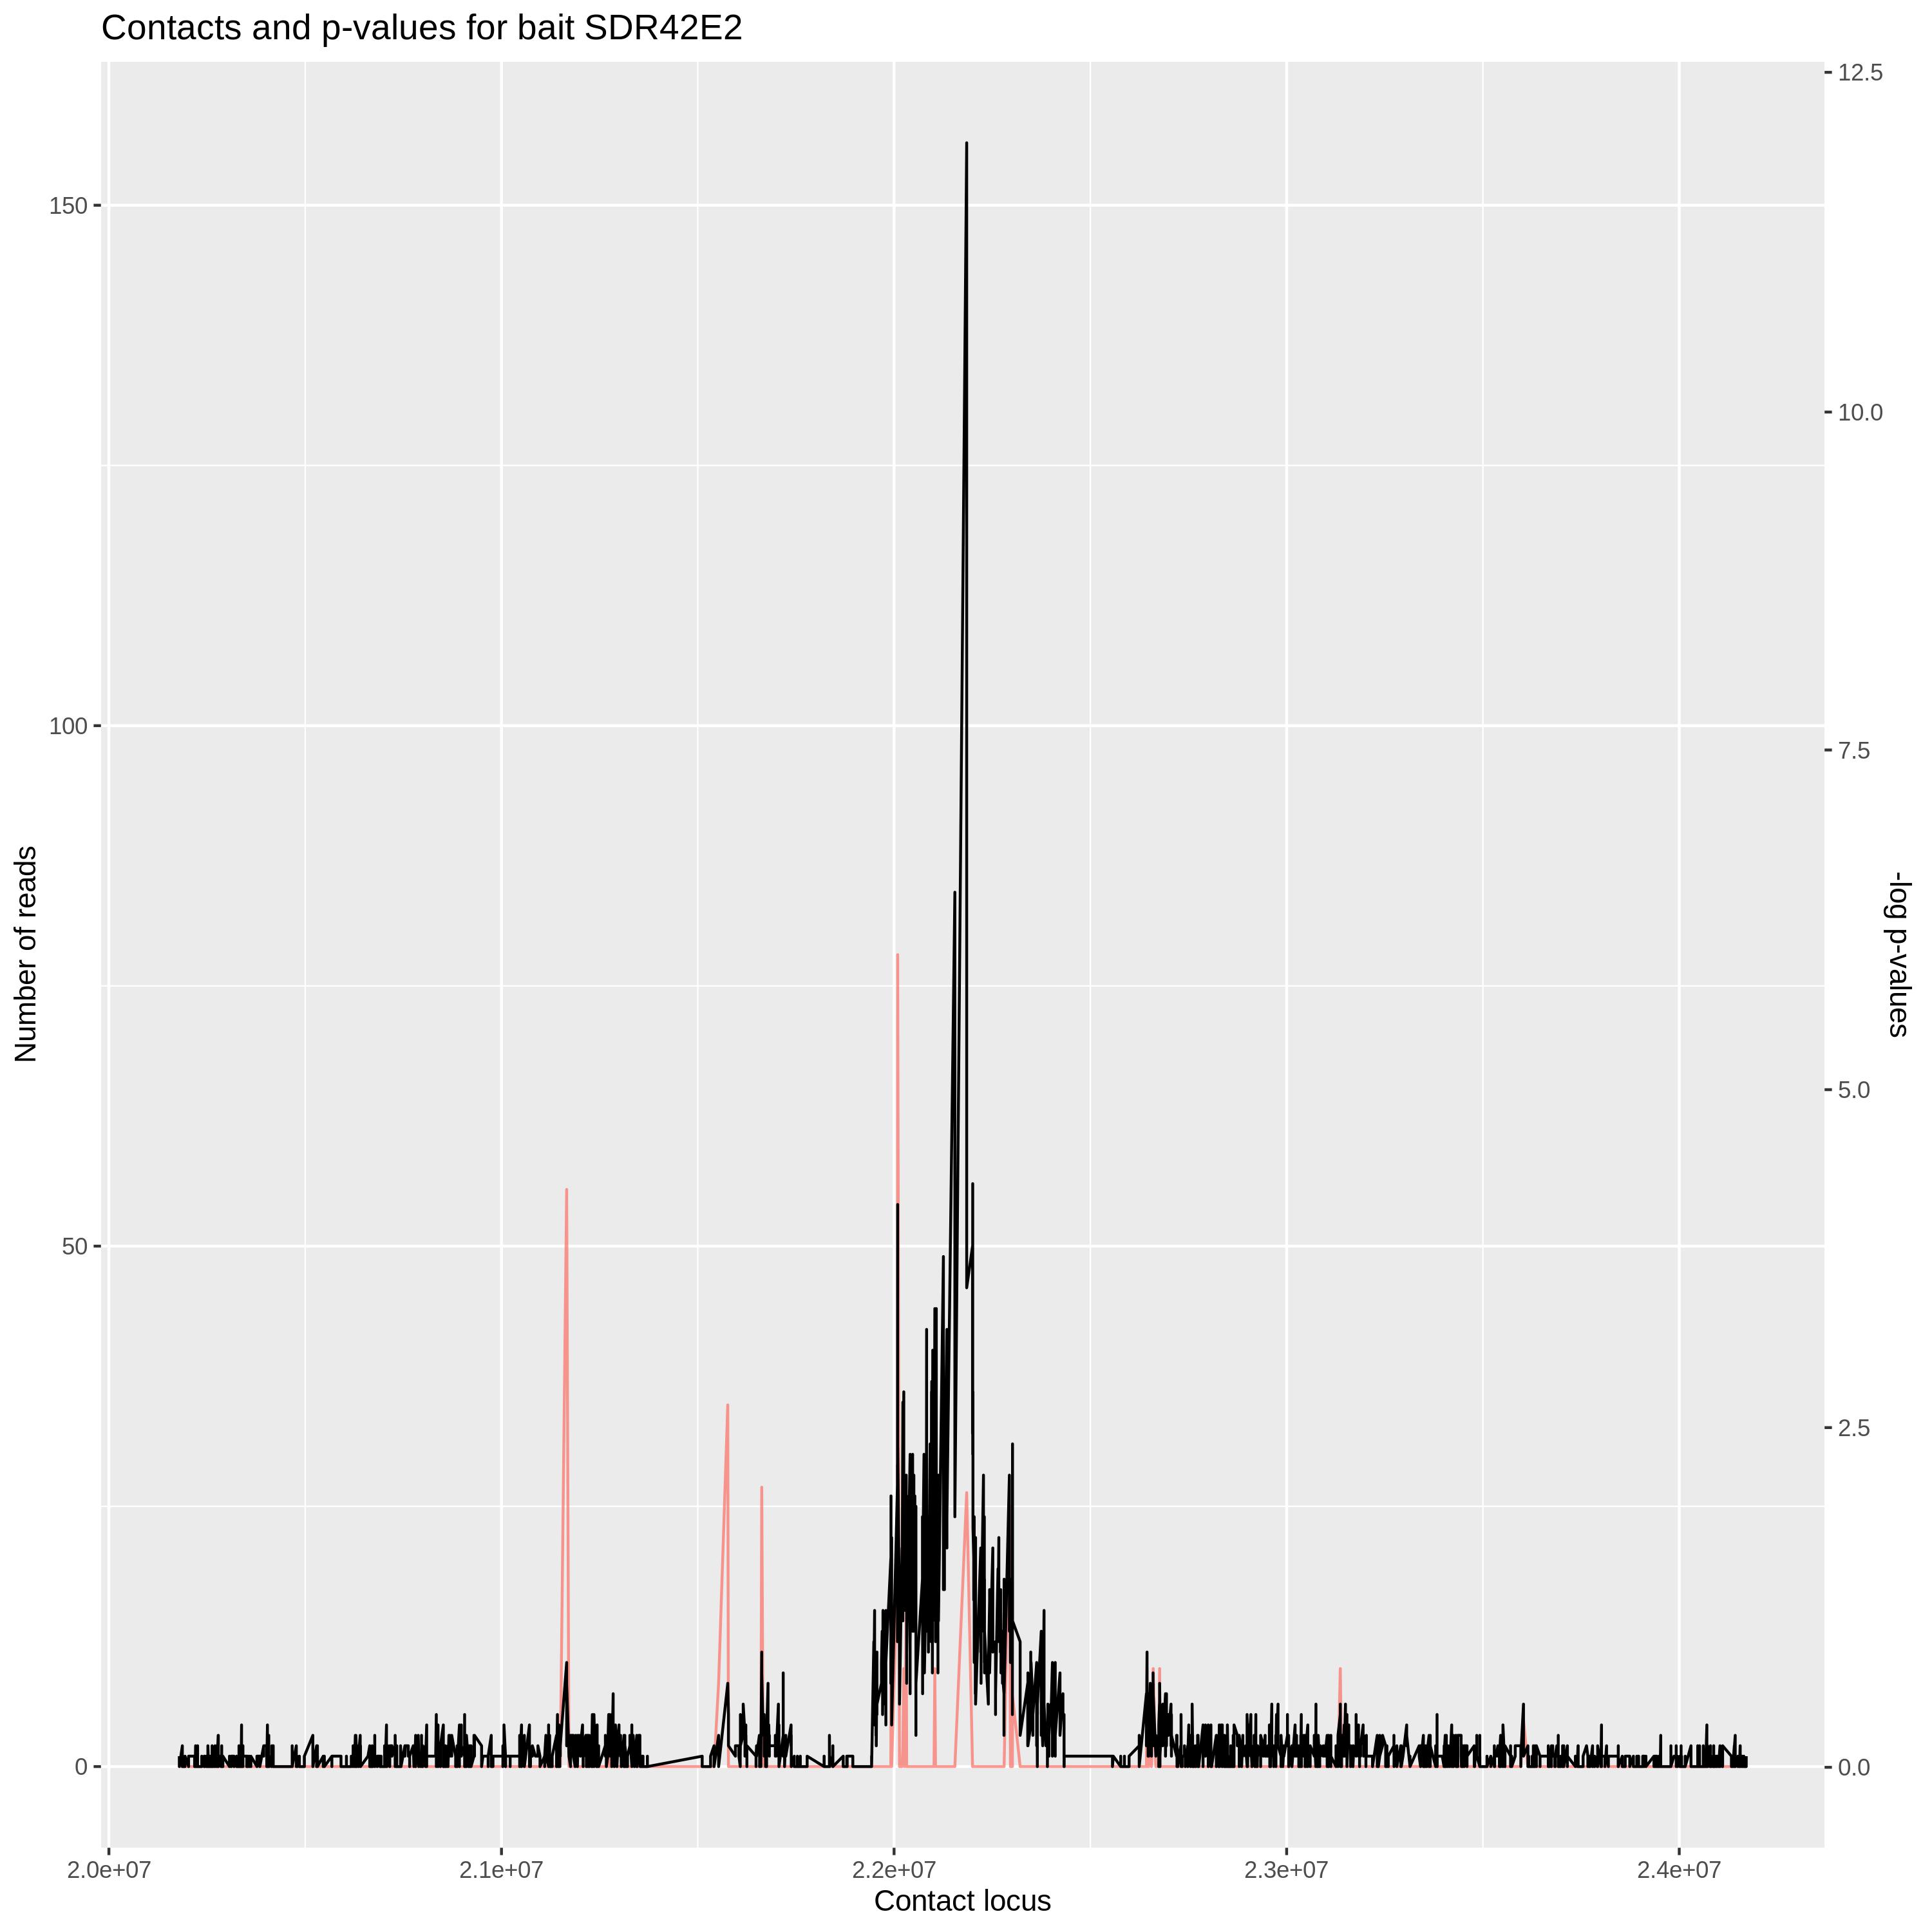 Contacts and p-values for bait SDR42E2
12.5
150
10.0
100
7.5
Number of reads
-log p-values
5.0
50
2.5
0
0.0
2.0e+07
2.1e+07
2.2e+07
2.3e+07
2.4e+07
Contact locus